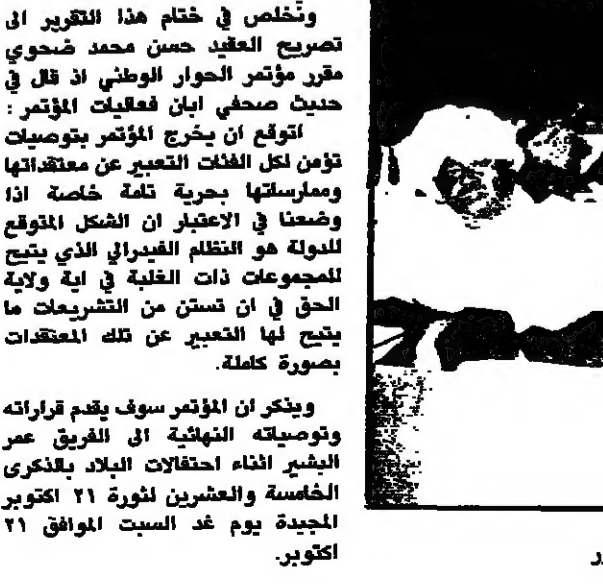 ونخلص في ختام هذا التقرير الى
تصريح العقيد حسن محمد ضحوي
مقرر مؤتمر الحوار الوطني اذ قال في
حديث صحفي ابان فعاليات المؤتمر :
اتوقع ان يخرج المؤتمر بتوصيات
تؤمن لكل الفئات التعبير عن معتقداتها
وممارساتها بحرية تامة خاصة اذا
وضعنا في الاعتبار ان الشكل المتوقع
للدولة هو النظام الفيدرالي الذي يتيح
للمجموعات ذات الغلبة في اية ولاية
الحق في ان تستن من التشريعات ما
يتيح لها التعبير عن تلك المعتقدات
بصورة كاملة.
ويذكر ان المؤتمر سوف يقدم قراراته
وتوصياته النهائية الى الفريق عمر
البشير اثناء احتفالات البلاد بالذكرى
الخامسة والعشرين لثورة ٢١ اكتوبر
المجيدة يوم غد السبت الموافق ٢١
اكتوبر.